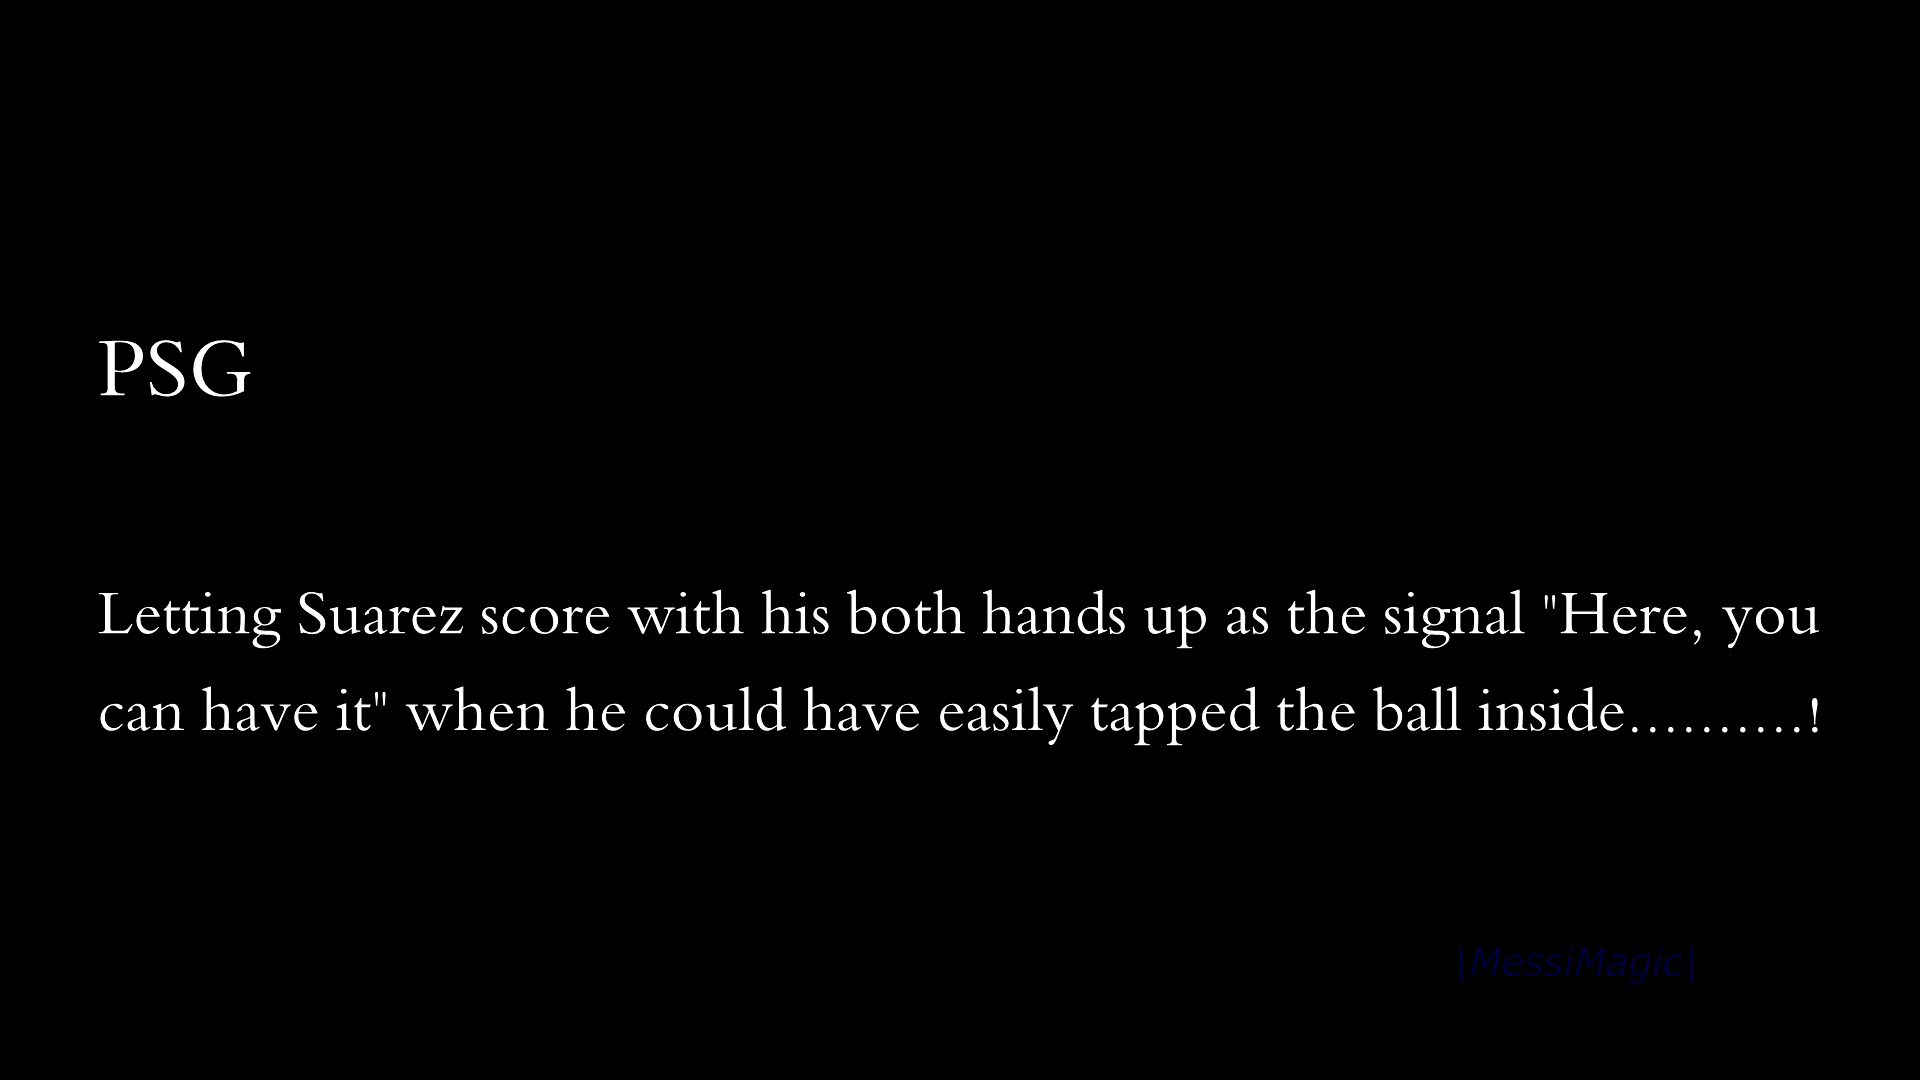 PSG
Letting Suarez score with his both hands up as the signal "Here, you
can have it" when he could have easily tapped the ball inside..........!
|MessiMagic|